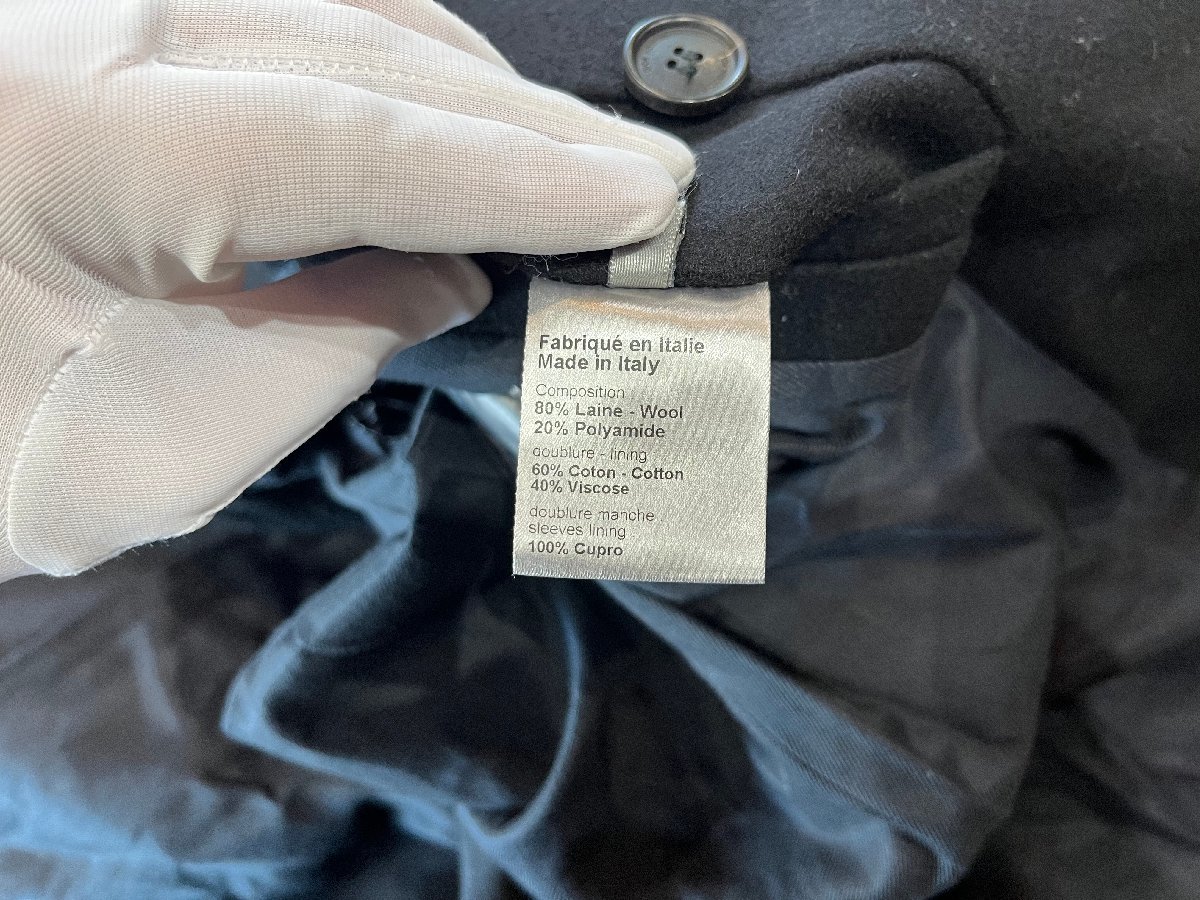 Fabriqué en Italie
Made in Italy
Composition
80% Laine - Wool
20% Polyamide
doublure - lining
60% Coton - Cotton
40% Viscose
doublure manche
sleeves lining :
100% Cupro